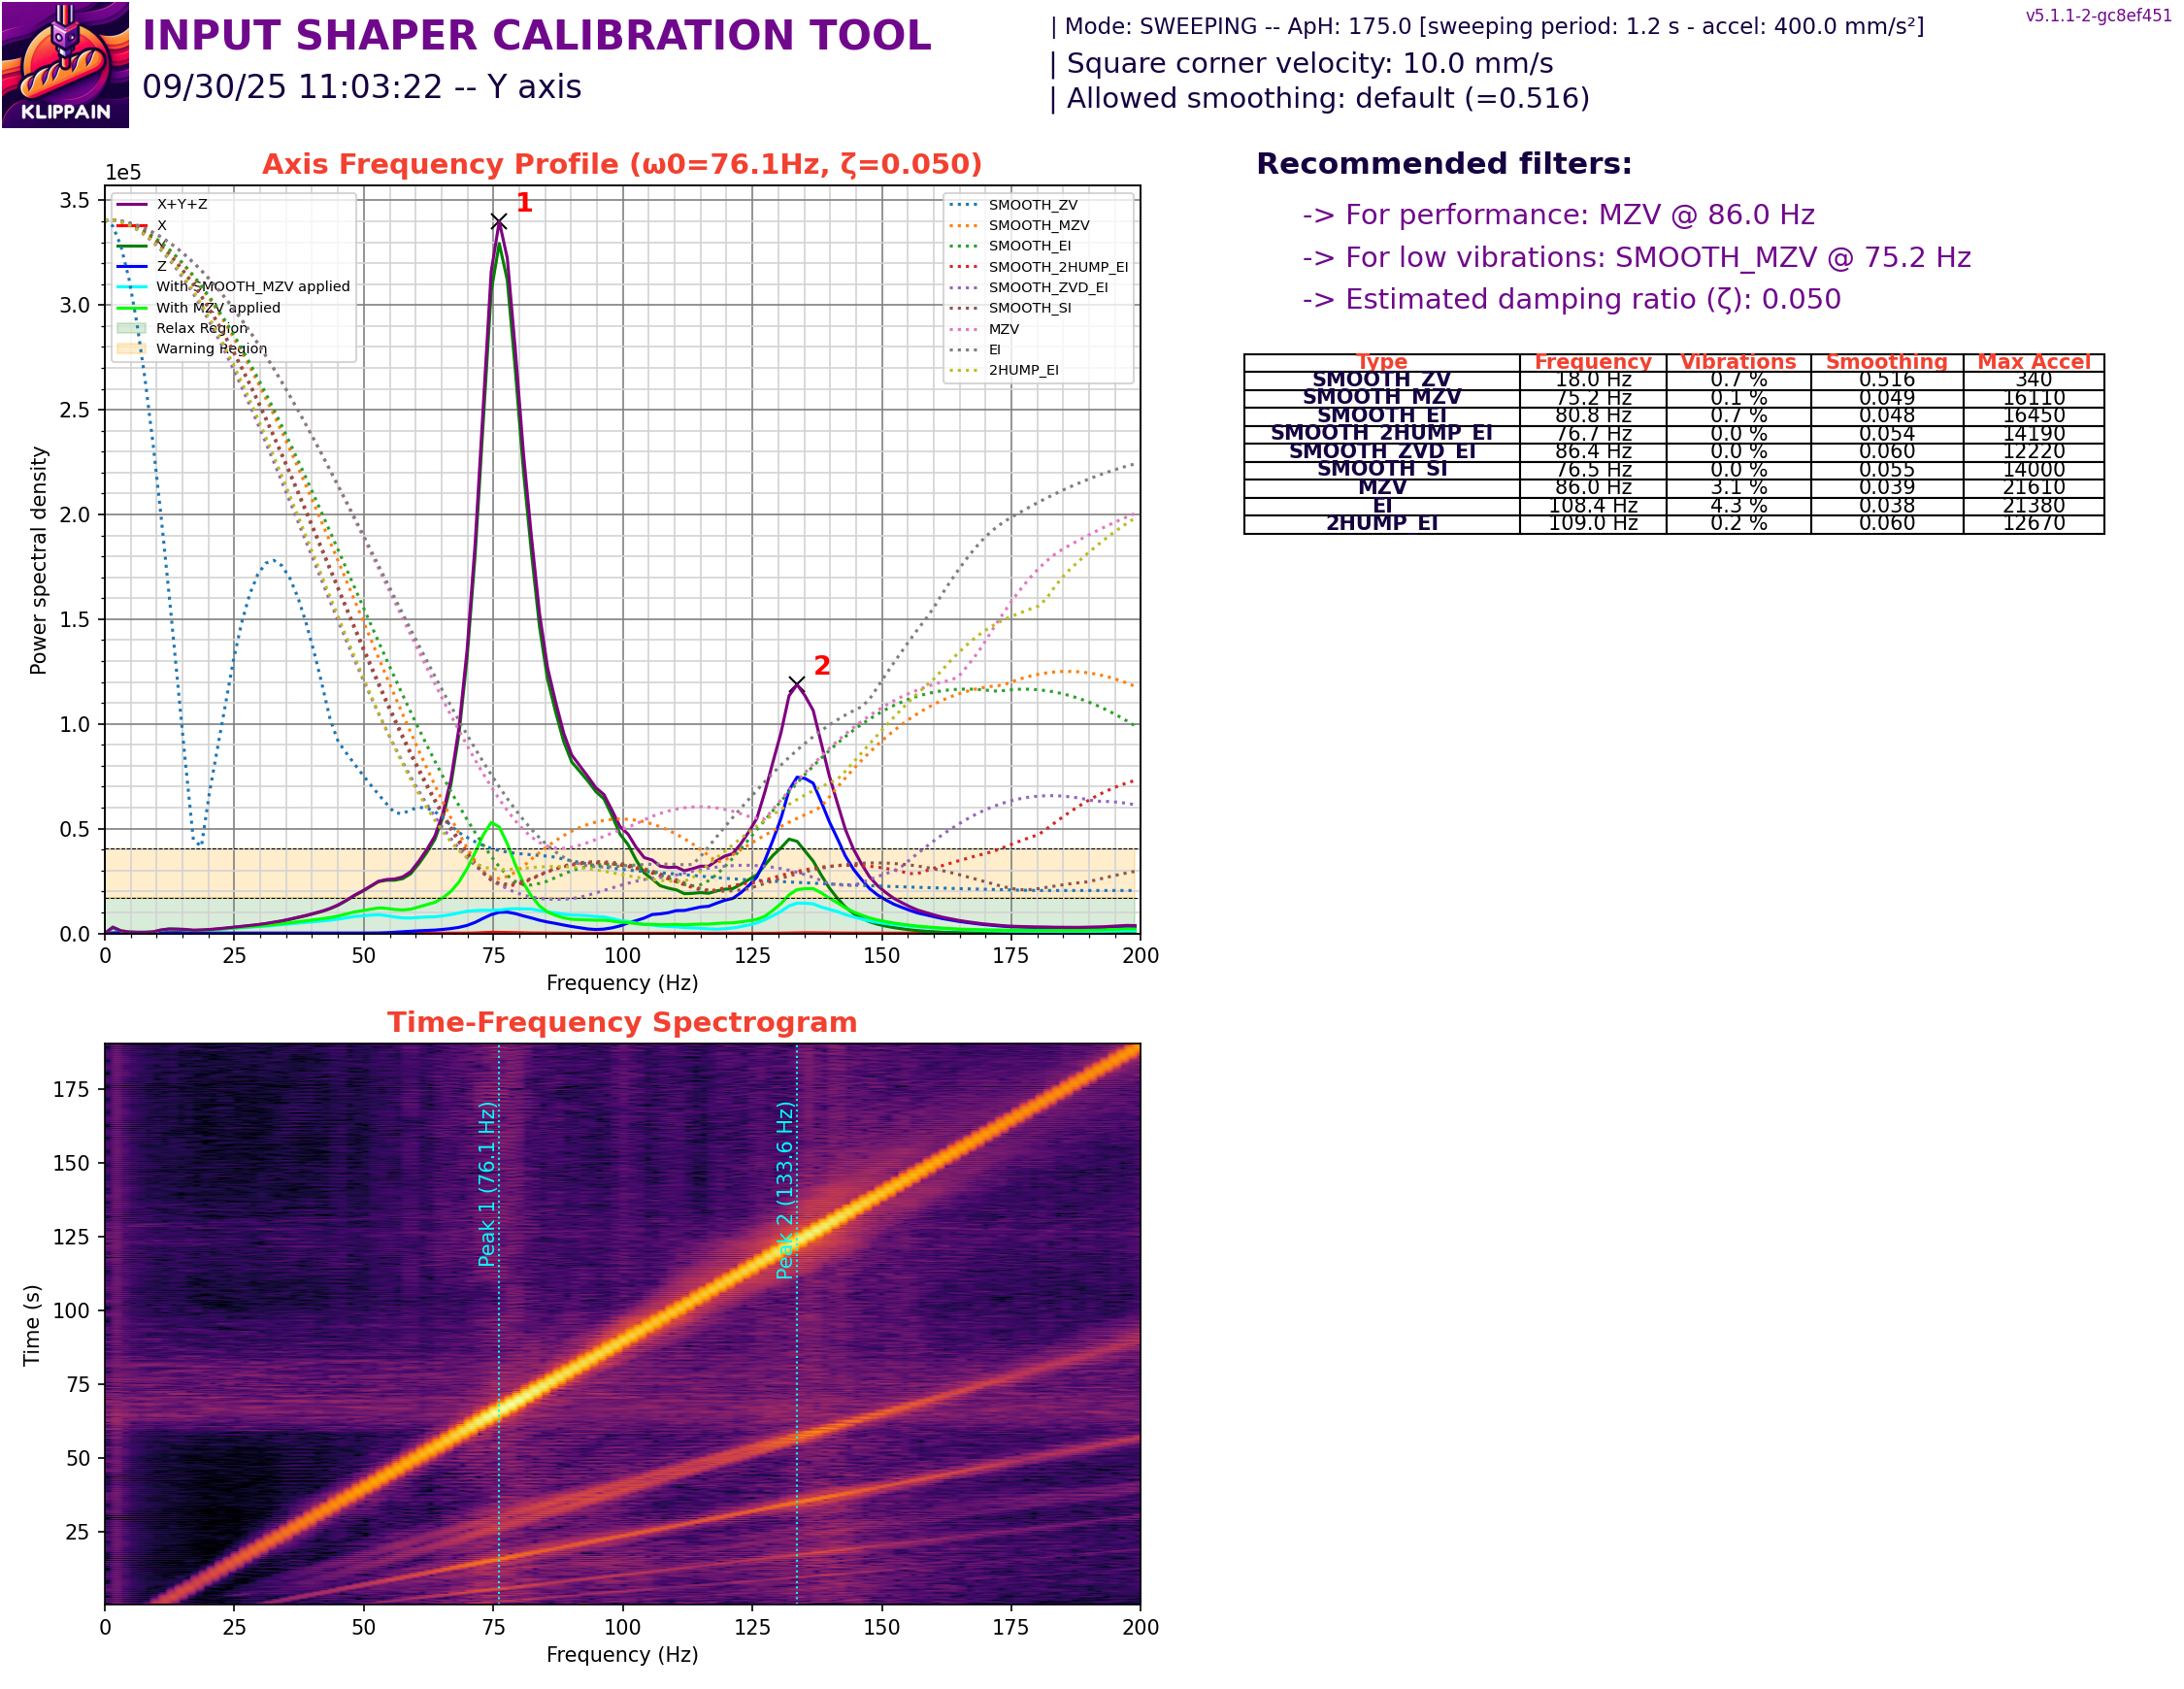 KLIPPAIN
INPUT SHAPER CALIBRATION TOOL
09/30/25 11:03:22 -- Y axis
| Mode: SWEEPING -- ApH: 175.0 [sweeping period: 1.2 s - accel: 400.0 mm/s²]
| Square corner velocity: 10.0 mm/s
| Allowed smoothing: default (=0.516)
v5.1.1-2-gc8ef451
Axis Frequency Profile (ω0=76.1Hz, ζ=0.050)
1e5
3.5
3.0
2.5
2.0
1.5
1.0
0.5
0.0
Power spectral density
X+Y+Z
X
Y
Z
With SMOOTH_MZV applied
With MZV applied
Relax Region
Warning Region
1
2
SMOOTH_ZV
SMOOTH_MZV
SMOOTH_EI
SMOOTH_2HUMP_EI
SMOOTH_ZVD_EI
SMOOTH_SI
MZV
EI
2HUMP_EI
0 25 50 75 100 125 150 175 200
Frequency (Hz)
Recommended filters:
-> For performance: MZV @ 86.0 Hz
-> For low vibrations: SMOOTH_MZV @ 75.2 Hz
-> Estimated damping ratio (ζ): 0.050
Type Frequency Vibrations Smoothing Max Accel
SMOOTH_ZV 18.0 Hz 0.7 % 0.516 340
SMOOTH_MZV 75.2 Hz 0.1 % 0.049 16110
SMOOTH_EI 80.8 Hz 0.7 % 0.048 16450
SMOOTH_2HUMP_EI 76.7 Hz 0.0 % 0.054 14190
SMOOTH_ZVD_EI 86.4 Hz 0.0 % 0.060 12220
SMOOTH_SI 76.5 Hz 0.0 % 0.055 14000
MZV 86.0 Hz 3.1 % 0.039 21610
EI 108.4 Hz 4.3 % 0.038 21380
2HUMP_EI 109.0 Hz 0.2 % 0.060 12670
Time-Frequency Spectrogram
175
150
125
100
75
50
25
Time (s)
Peak 1 (76.1 Hz)
Peak 2 (133.6 Hz)
0 25 50 75 100 125 150 175 200
Frequency (Hz)